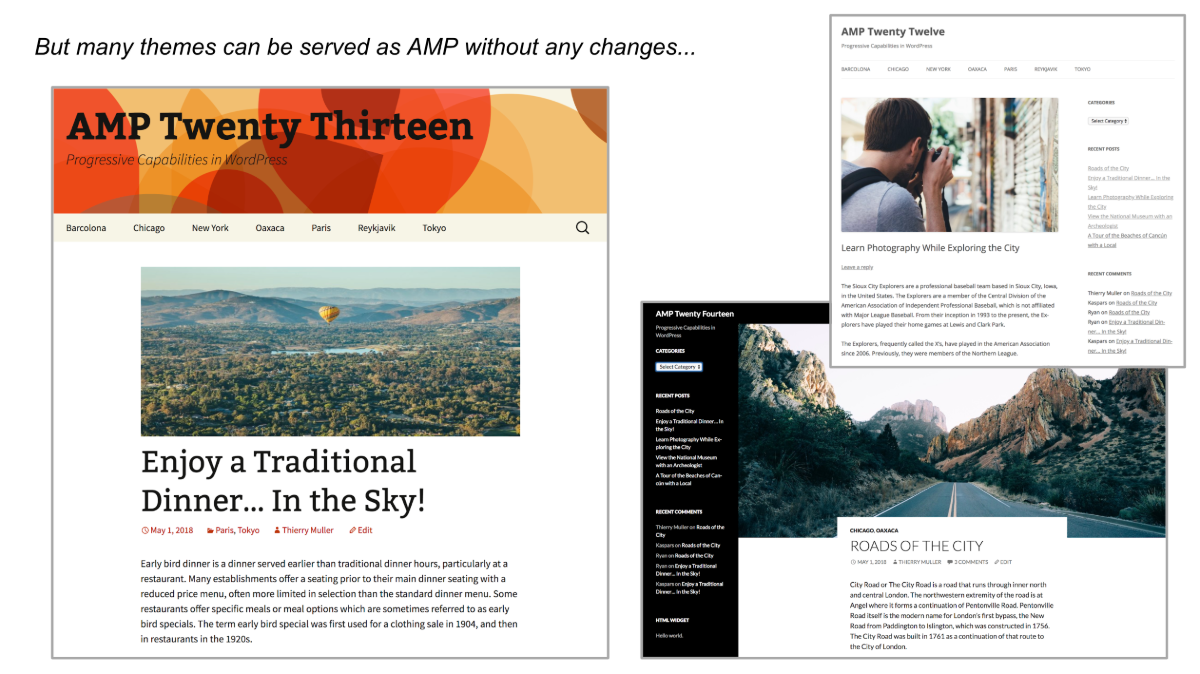 But many themes can be served as AMP without any changes...
AMP Twenty Thirteen
Progressive Capabilities in WordPress
Barcolona Chicago New York Oaxaca Paris Reykjavik Tokyo
Enjoy a Traditional
Dinner... In the Sky!
May 1, 2018 Paris, Tokyo Thierry Muller Edit
Early bird dinner is a dinner served earlier than traditional dinner hours, particularly at a
restaurant. Many establishments offer a seating prior to their main dinner seating with a
reduced price menu, often more limited in selection than the standard dinner menu. Some
restaurants offer specific meals or meal options which are sometimes referred to as early
bird specials. The term early bird special was first used for a clothing sale in 1904, and then
in restaurants in the 1920s.
AMP Twenty Twelve
Progressive Capabilities in WordPress
BARCOLONA CHICAGO NEW YORK OAXACA PARIS REYKJAVIK TOKYO
Learn Photography While Exploring the City
Leave a reply
The Sioux City Explorers are a professional baseball team based in Sioux City, Iowa,
in the United States. The Explorers are a member of the Central Division of the
American Association of Independent Professional Baseball, which is not affiliated
with Major League Baseball. From their inception in 1993 to the present, the Ex-
plorers have played their home games at Lewis and Clark Park.
The Explorers, frequently called the X's, have played in the American Association
since 2006. Previously, they were members of the Northern League.
CATEGORIES
Select Category
RECENT POSTS
Roads of the City
Enjoy a Traditional Dinner... In the
Sky!
Learn Photography While Exploring
the City
View the National Museum with an
Archeologist
A Tour of the Beaches of Cancún
with a Local
RECENT COMMENTS
Thierry Muller on Roads of the City
Kaspars on Roads of the City
Ryan on Roads of the City
Ryan on Enjoy a Traditional Din-
ner... in the Sky!
Kaspars on Enjoy a Traditional Din-
ner... in the Sky!
AMP Twenty Fourteen
Progressive Capabilities in
WordPress
CATEGORIES
Select Category
RECENT POSTS
Roads of the City
Enjoy a Traditional Dinner... In
the Sky!
Learn Photography While Ex-
ploring the City
View the National Museum
with an Archeologist
A Tour of the Beaches of Can-
cún with a Local
RECENT COMMENTS
Thierry Muller on Roads of the
City
Kaspars on Roads of the City
Ryan on Roads of the City
Ryan on Enjoy a Traditional
Dinner... In the Sky!
Kaspars on Enjoy a Traditional
Dinner... In the Sky!
HTML WIDGET
Hello world.
CHICAGO, OAXACA
ROADS OF THE CITY
MAY 1, 2018 THIERRY MULLER 3 COMMENTS EDIT
City Road or The City Road is a road that runs through inner north
and central London. The northwestern extremity of the road is at
Angel where it forms a continuation of Pentonville Road. Pentonville
Road itself is the modern name for London's first bypass, the New
Road from Paddington to Islington, which was constructed in 1756.
The City Road was built in 1761 as a continuation of that route to
the City of London.